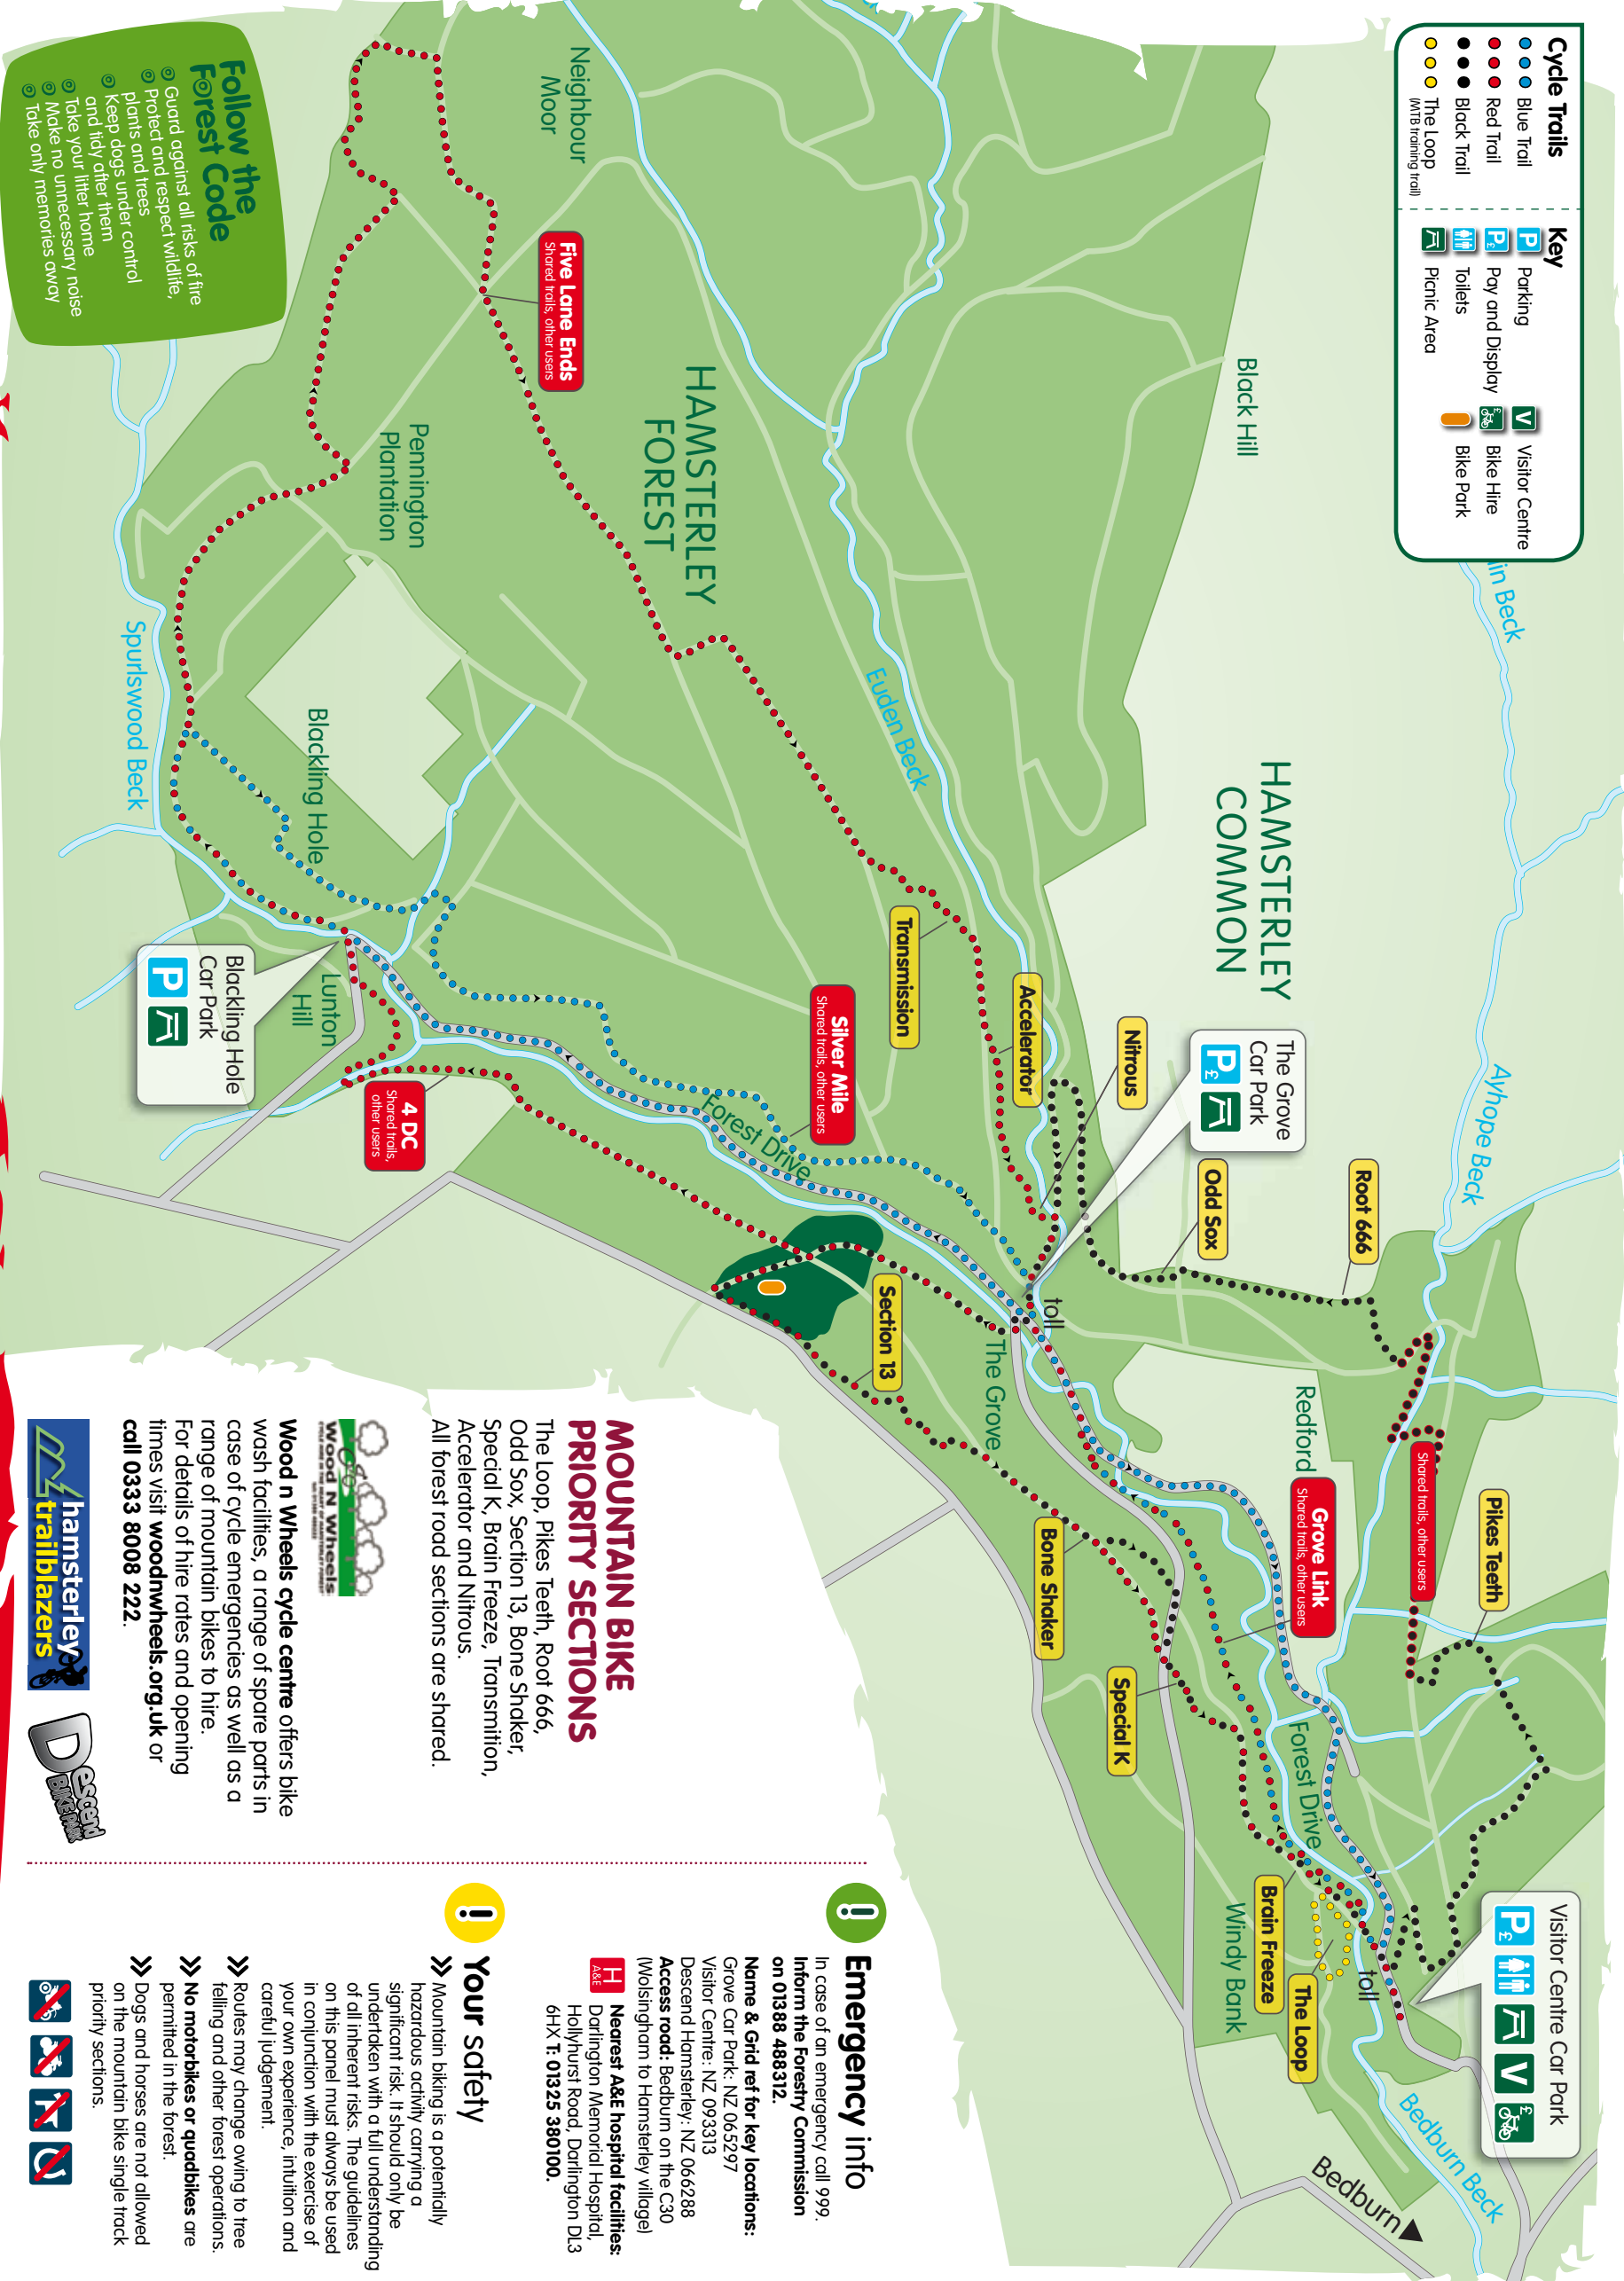 Cycle Trails
Blue Trail
Red Trail
Black Trail
The Loop
(MTB training trail)
Key
Parking
Pay and Display
Toilets
Picnic Area
Visitor Centre
Bike Hire
Bike Park
in Beck
Black Hill
Neighbour
Moor
Five Lane Ends
Shared trails, other users
HAMSTERLEY
FOREST
Pennington
Plantation
Follow the
Forest Code
Guard against all risks of fire
Protect and respect wildlife,
plants and trees
Keep dogs under control
and tidy after them
Take your litter home
Make no unnecessary noise
Take only memories away
Spurlswood Beck
Blackling Hole
Euden Beck
HAMSTERLEY
COMMON
Ayhope Beck
Transmission
Accelerator
Nitrous
The Grove
Car Park
P£
Odd Sox
Root 666
Silver Mile
Shared trails, other users
Forest Drive
Lunton
Hill
Blackling Hole
Car Park
P
4 DC
Shared trails,
other users
toll
Section 13
The Grove
Redford
Shared trails, other users
Pikes Teeth
Grove Link
Shared trails, other users
Bone Shaker
Special K
Forest Drive
Brain Freeze
Windy Bank
The Loop
toll
Visitor Centre Car Park
P£
V
£
Bedburn Beck
Bedburn
MOUNTAIN BIKE
PRIORITY SECTIONS
The Loop, Pikes Teeth, Root 666,
Odd Sox, Section 13, Bone Shaker,
Special K, Brain Freeze, Transmition,
Accelerator and Nitrous.
All forest road sections are shared.
Wood N Wheels
Wood n Wheels cycle centre offers bike
wash facilities, a range of spare parts in
case of cycle emergencies as well as a
range of mountain bikes to hire.
For details of hire rates and opening
times visit woodnwheels.org.uk or
call 0333 8008 222.
hamsterley
trailblazers
Descend
BIKE PARK
Emergency info
In case of an emergency call 999.
Inform the Forestry Commission
on 01388 488312.
Name & Grid ref for key locations:
Grove Car Park: NZ 065297
Visitor Centre: NZ 093313
Descend Hamsterley: NZ 066288
Access road: Bedburn on the C30
(Wolsingham to Hamsterley village)
H
A&E
Nearest A&E hospital facilities:
Darlington Memorial Hospital,
Hollyhurst Road, Darlington DL3
6HX T: 01325 380100.
Your safety
Mountain biking is a potentially
hazardous activity carrying a
significant risk. It should only be
undertaken with a full understanding
of all inherent risks. The guidelines
on this panel must always be used
in conjunction with the exercise of
your own experience, intuition and
careful judgement.
Routes may change owing to tree
felling and other forest operations.
No motorbikes or quadbikes are
permitted in the forest.
Dogs and horses are not allowed
on the mountain bike single track
priority sections.